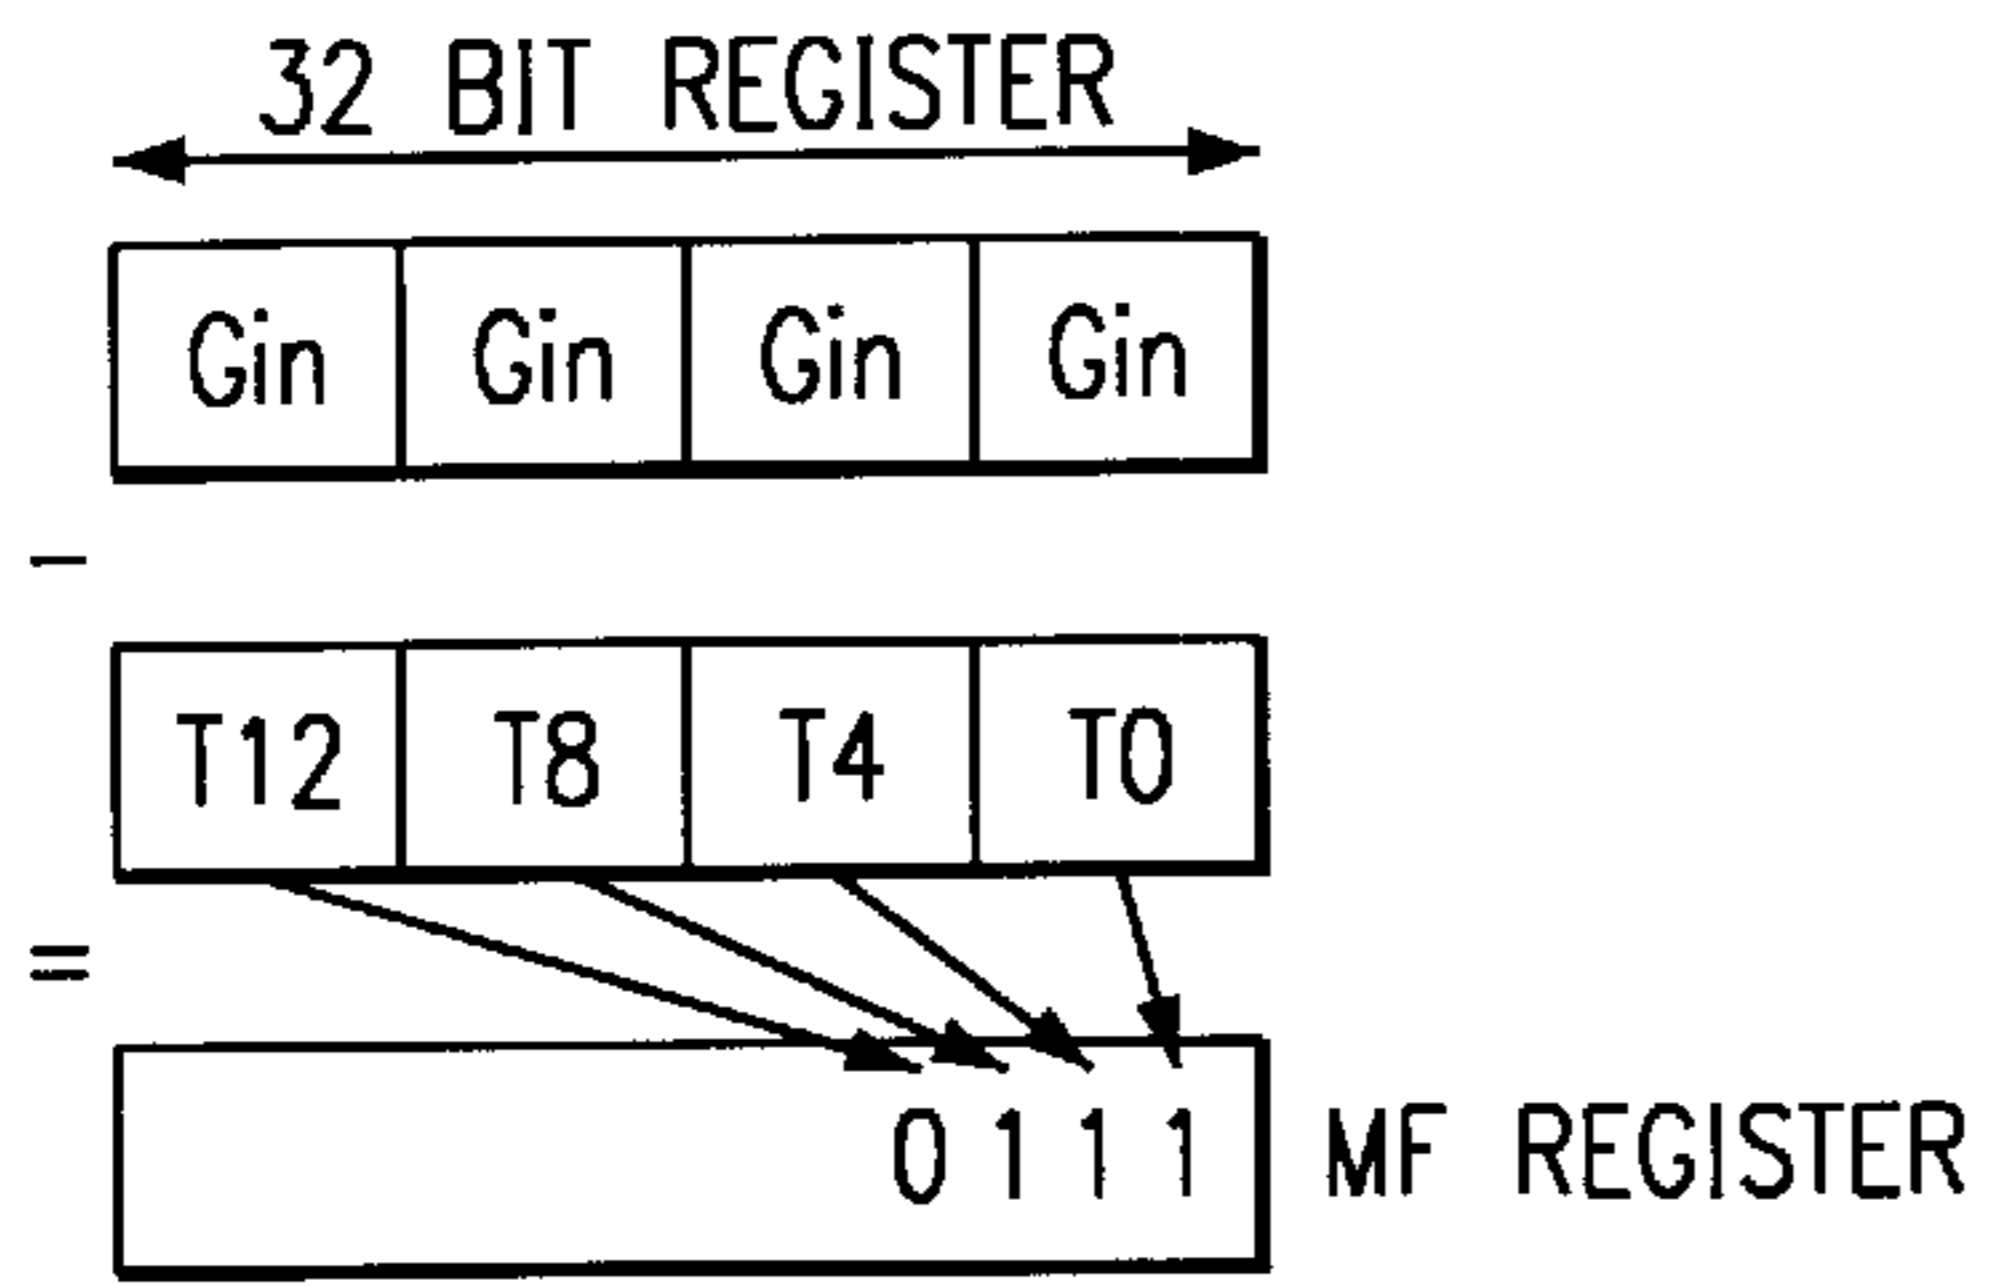 32 BIT REGISTER
Gin Gin Gin Gin
–
T12 T8 T4 T0
=
0 1 1 1 MF REGISTER